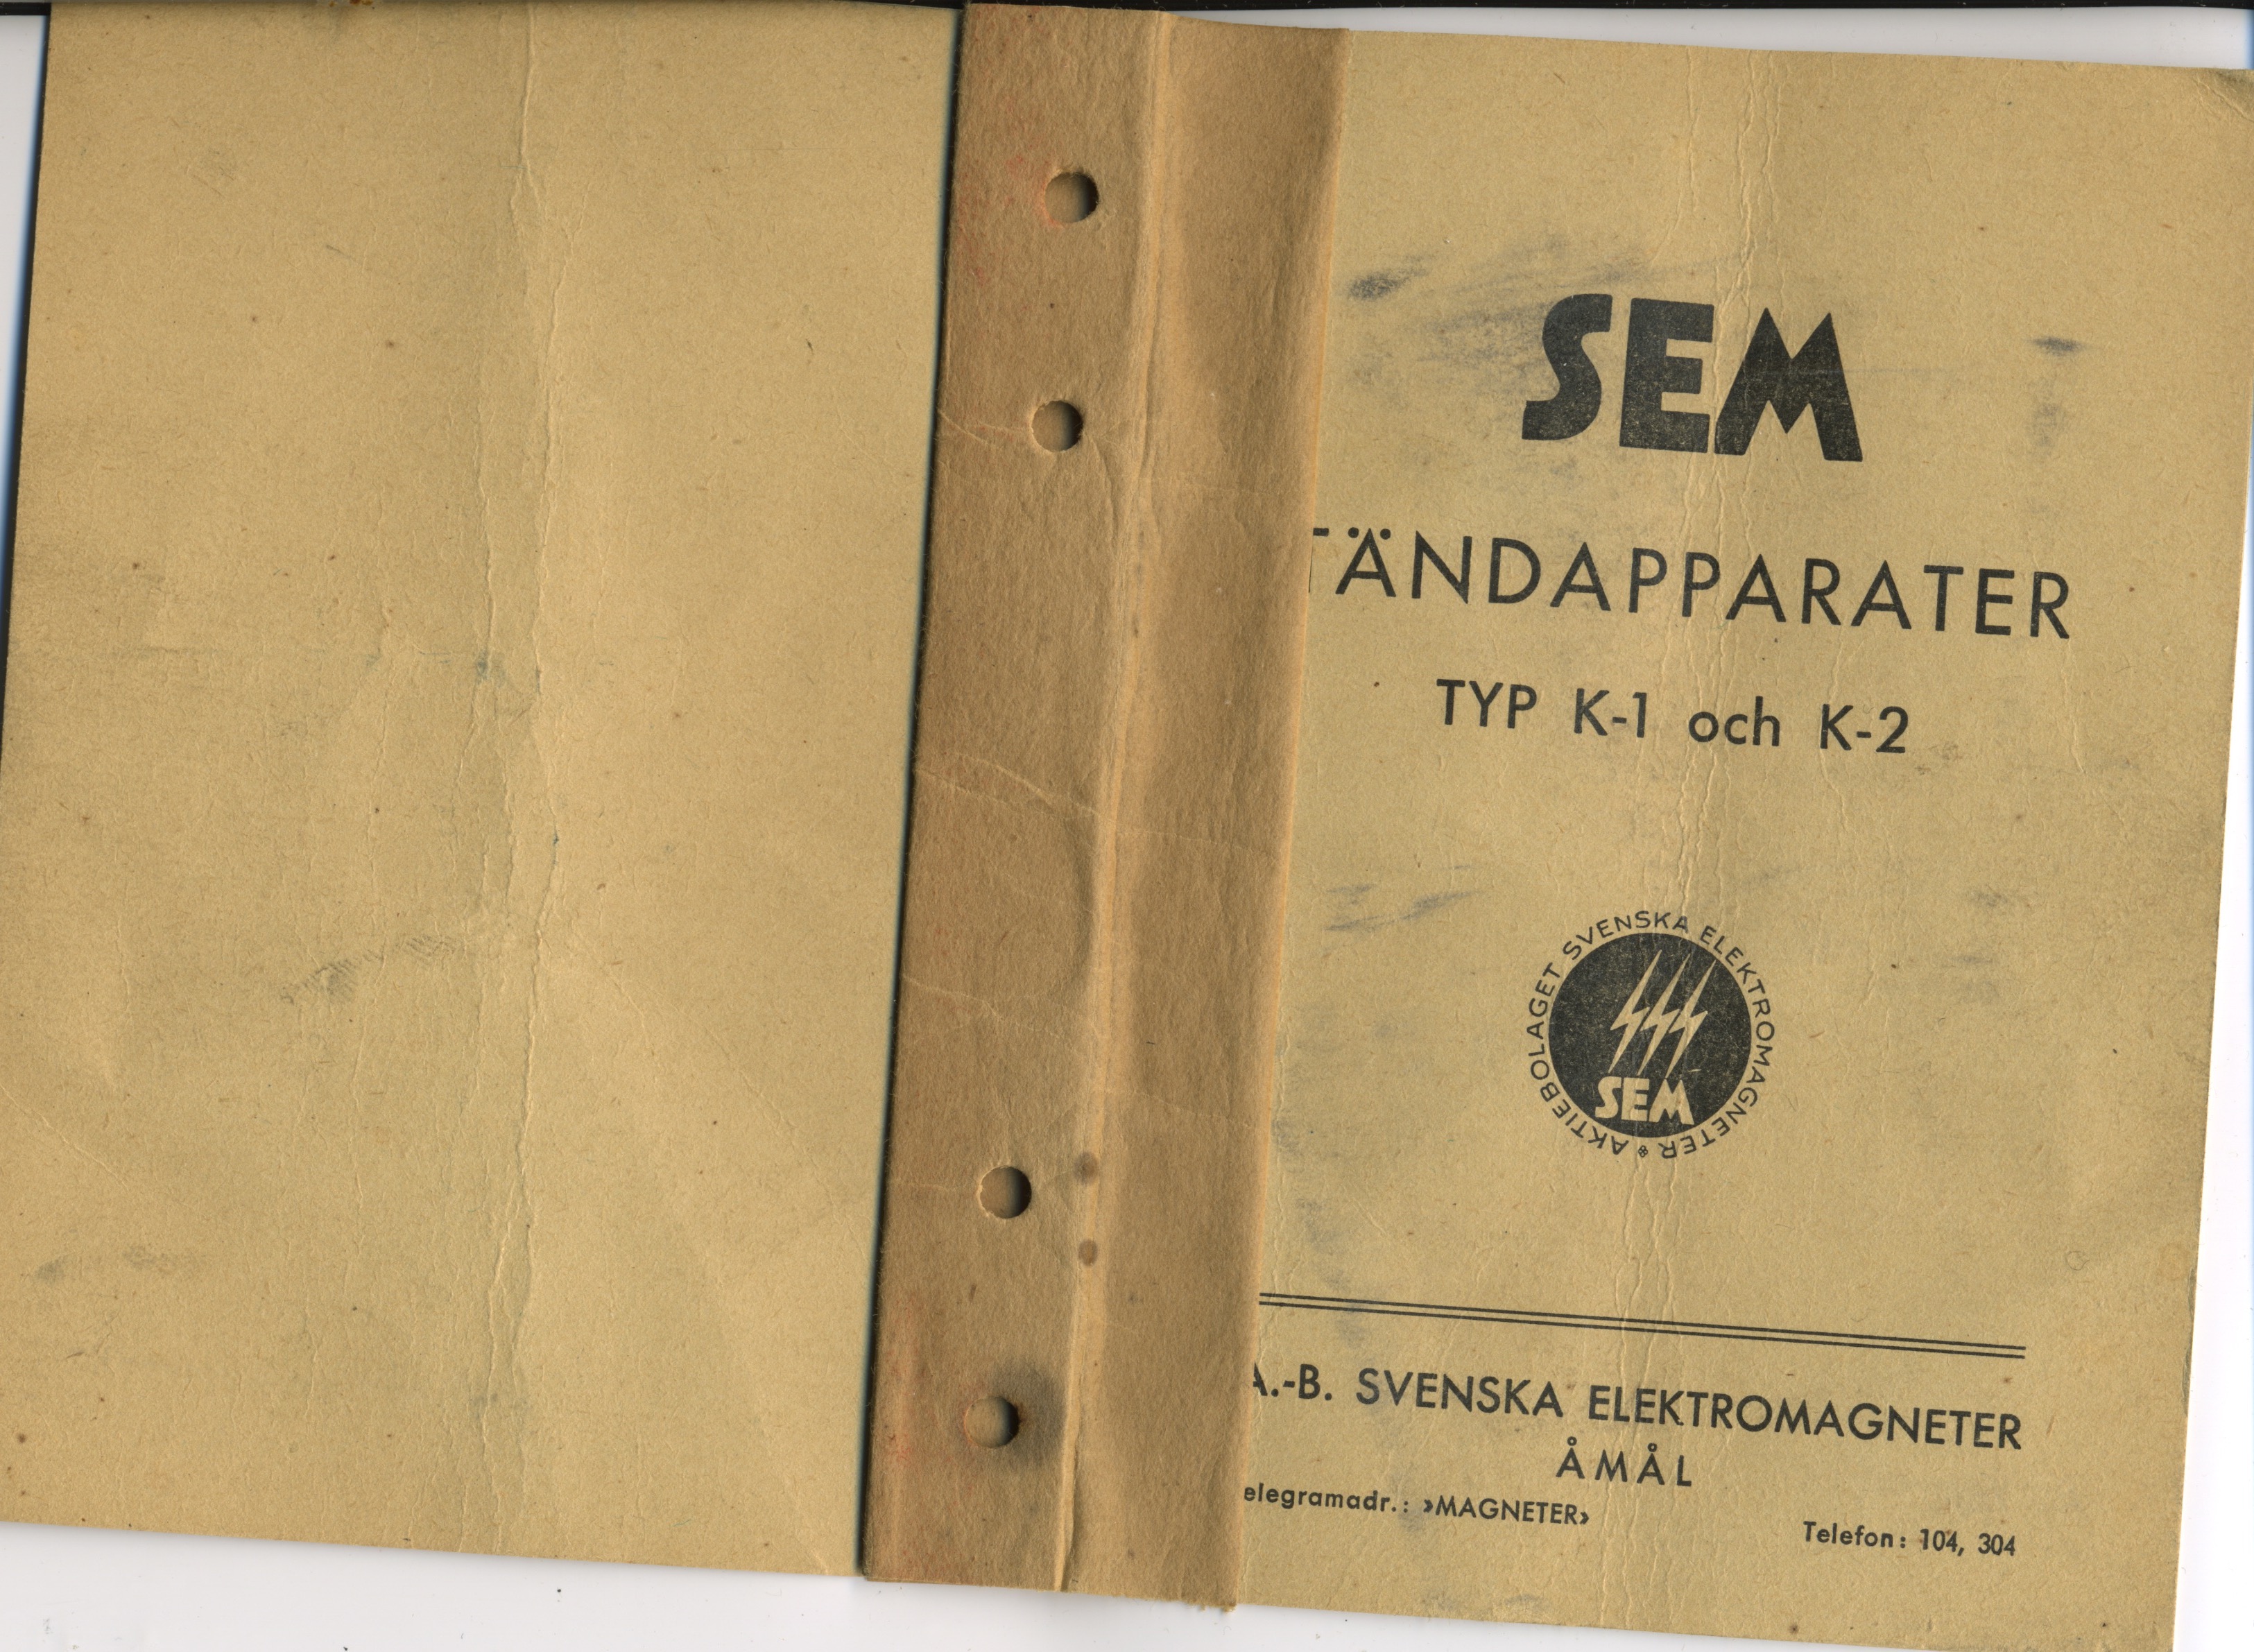 SEM
TÄNDAPPARATER
TYP K-1 och K-2
AKTIEBOLAGET SVENSKA ELEKTROMAGNETER
SEM
A.-B. SVENSKA ELEKTROMAGNETER
ÅMÅL
elegramadr.: »MAGNETER»
Telefon: 104, 304